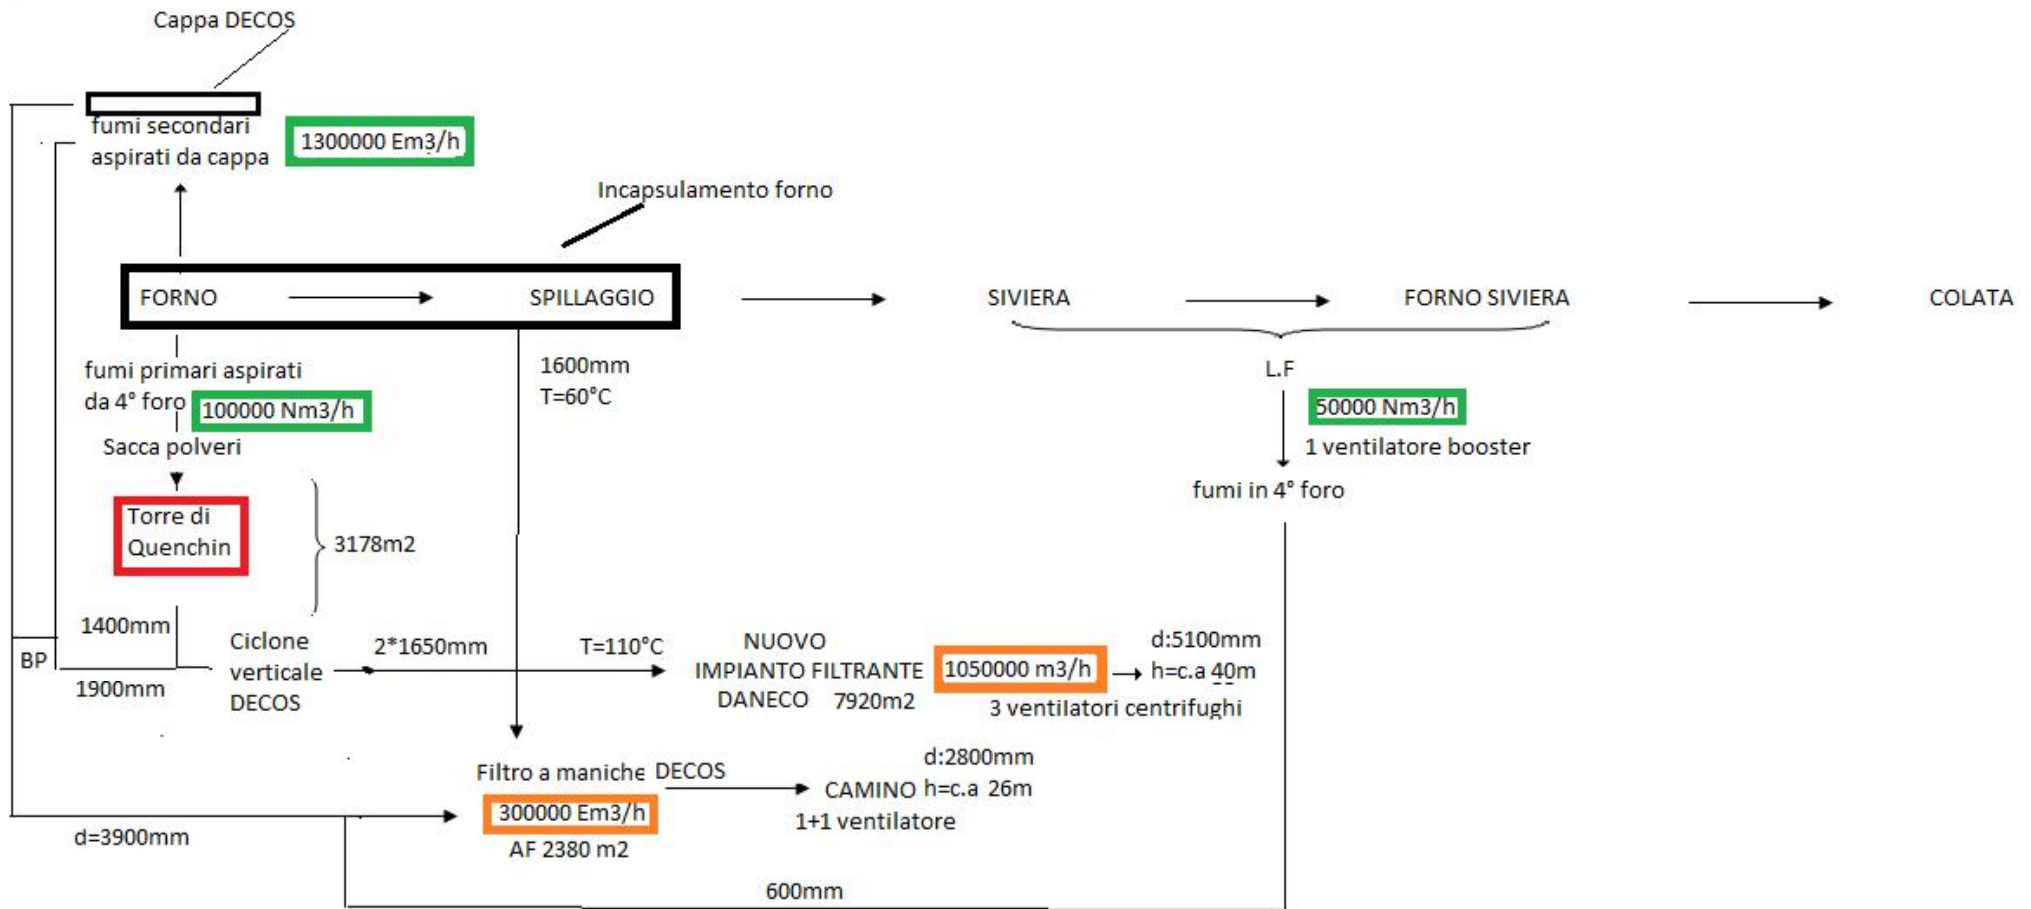 Cappa DECOS
fumi secondari
aspirati da cappa
1300000 Em3/h
Incapsulamento forno
FORNO
SPILLAGGIO
SIVIERA
FORNO SIVIERA
COLATA
fumi primari aspirati
da 4° foro
100000 Nm3/h
Sacca polveri
1600mm
T=60°C
L.F
50000 Nm3/h
1 ventilatore booster
fumi in 4° foro
Torre di
Quenchin
3178m2
1400mm
BP
1900mm
Ciclone
verticale
DECOS
2*1650mm
T=110°C
NUOVO
IMPIANTO FILTRANTE
DANECO 7920m2
1050000 m3/h
3 ventilatori centrifughi
d:5100mm
h=c.a 40m
Filtro a maniche DECOS
300000 Em3/h
AF 2380 m2
d:2800mm
CAMINO h=c.a 26m
1+1 ventilatore
d=3900mm
600mm